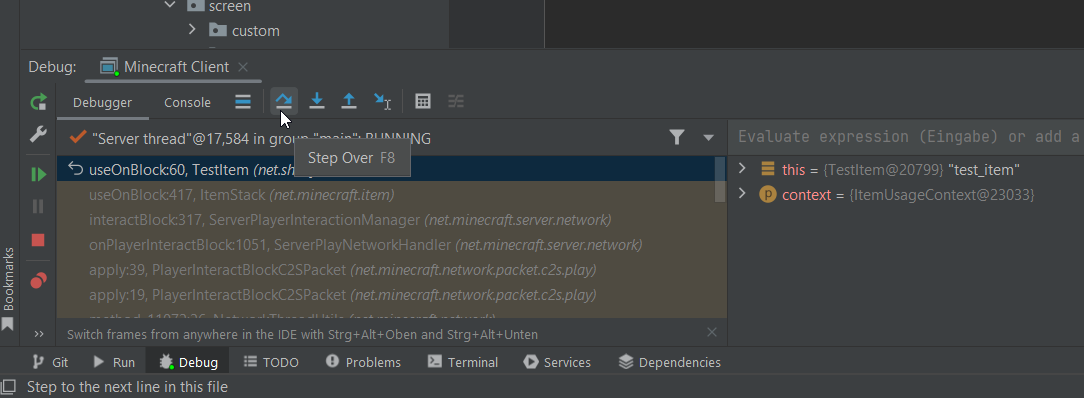 screen
custom
Debug: Minecraft Client
Debugger Console
"Server thread"@17,584 in group "main": RUNNING
Evaluate expression (Eingabe) or add a
Step Over F8
useOnBlock:60, TestItem
this = {TestItem@20799} "test_item"
useOnBlock:417, ItemStack (net.minecraft.item)
context = {ItemUsageContext@23033}
interactBlock:317, ServerPlayerInteractionManager (net.minecraft.server.network)
onPlayerInteractBlock:1051, ServerPlayNetworkHandler (net.minecraft.server.network)
apply:39, PlayerInteractBlockC2SPacket (net.minecraft.network.packet.c2s.play)
apply:19, PlayerInteractBlockC2SPacket (net.minecraft.network.packet.c2s.play)
Bookmarks
Switch frames from anywhere in the IDE with Strg+Alt+Oben and Strg+Alt+Unten
Git Run Debug TODO Problems Terminal Services Dependencies
Step to the next line in this file